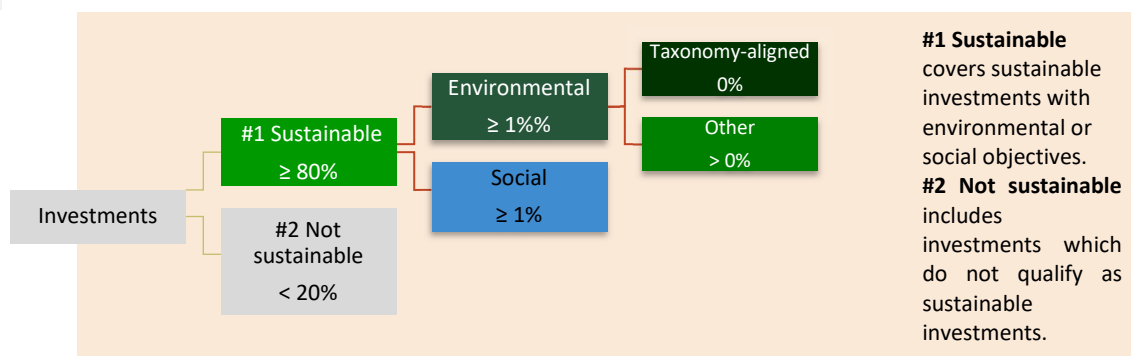 Investments
#1 Sustainable
≥ 80%
#2 Not
sustainable
< 20%
Environmental
≥ 1%%
Social
≥ 1%
Taxonomy-aligned
0%
Other
> 0%
#1 Sustainable
covers sustainable
investments with
environmental or
social objectives.
#2 Not sustainable
includes
investments which
do not qualify as
sustainable
investments.